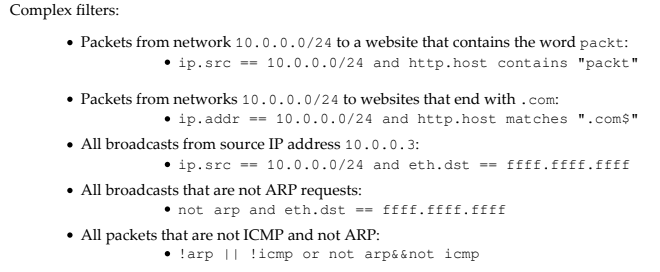 Complex filters:
• Packets from network 10.0.0.0/24 to a website that contains the word packt:
• ip.src == 10.0.0.0/24 and http.host contains "packt"
• Packets from networks 10.0.0.0/24 to websites that end with .com:
• ip.addr == 10.0.0.0/24 and http.host matches ".com$"
• All broadcasts from source IP address 10.0.0.3:
• ip.src == 10.0.0.0/24 and eth.dst == ffff.ffff.ffff
• All broadcasts that are not ARP requests:
• not arp and eth.dst == ffff.ffff.ffff
• All packets that are not ICMP and not ARP:
• !arp || !icmp or not arp&&not icmp